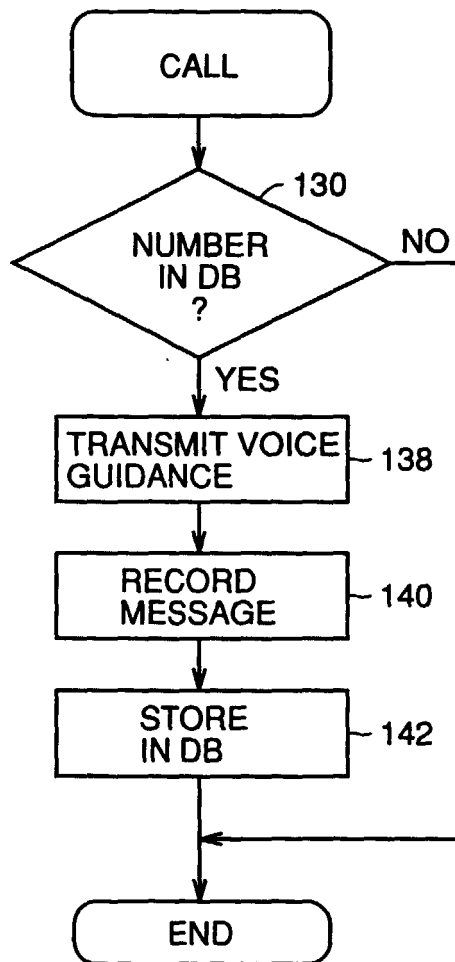 CALL
130
NUMBER
IN DB
?
NO
YES
TRANSMIT VOICE
GUIDANCE
138
RECORD
MESSAGE
140
STORE
IN DB
142
END